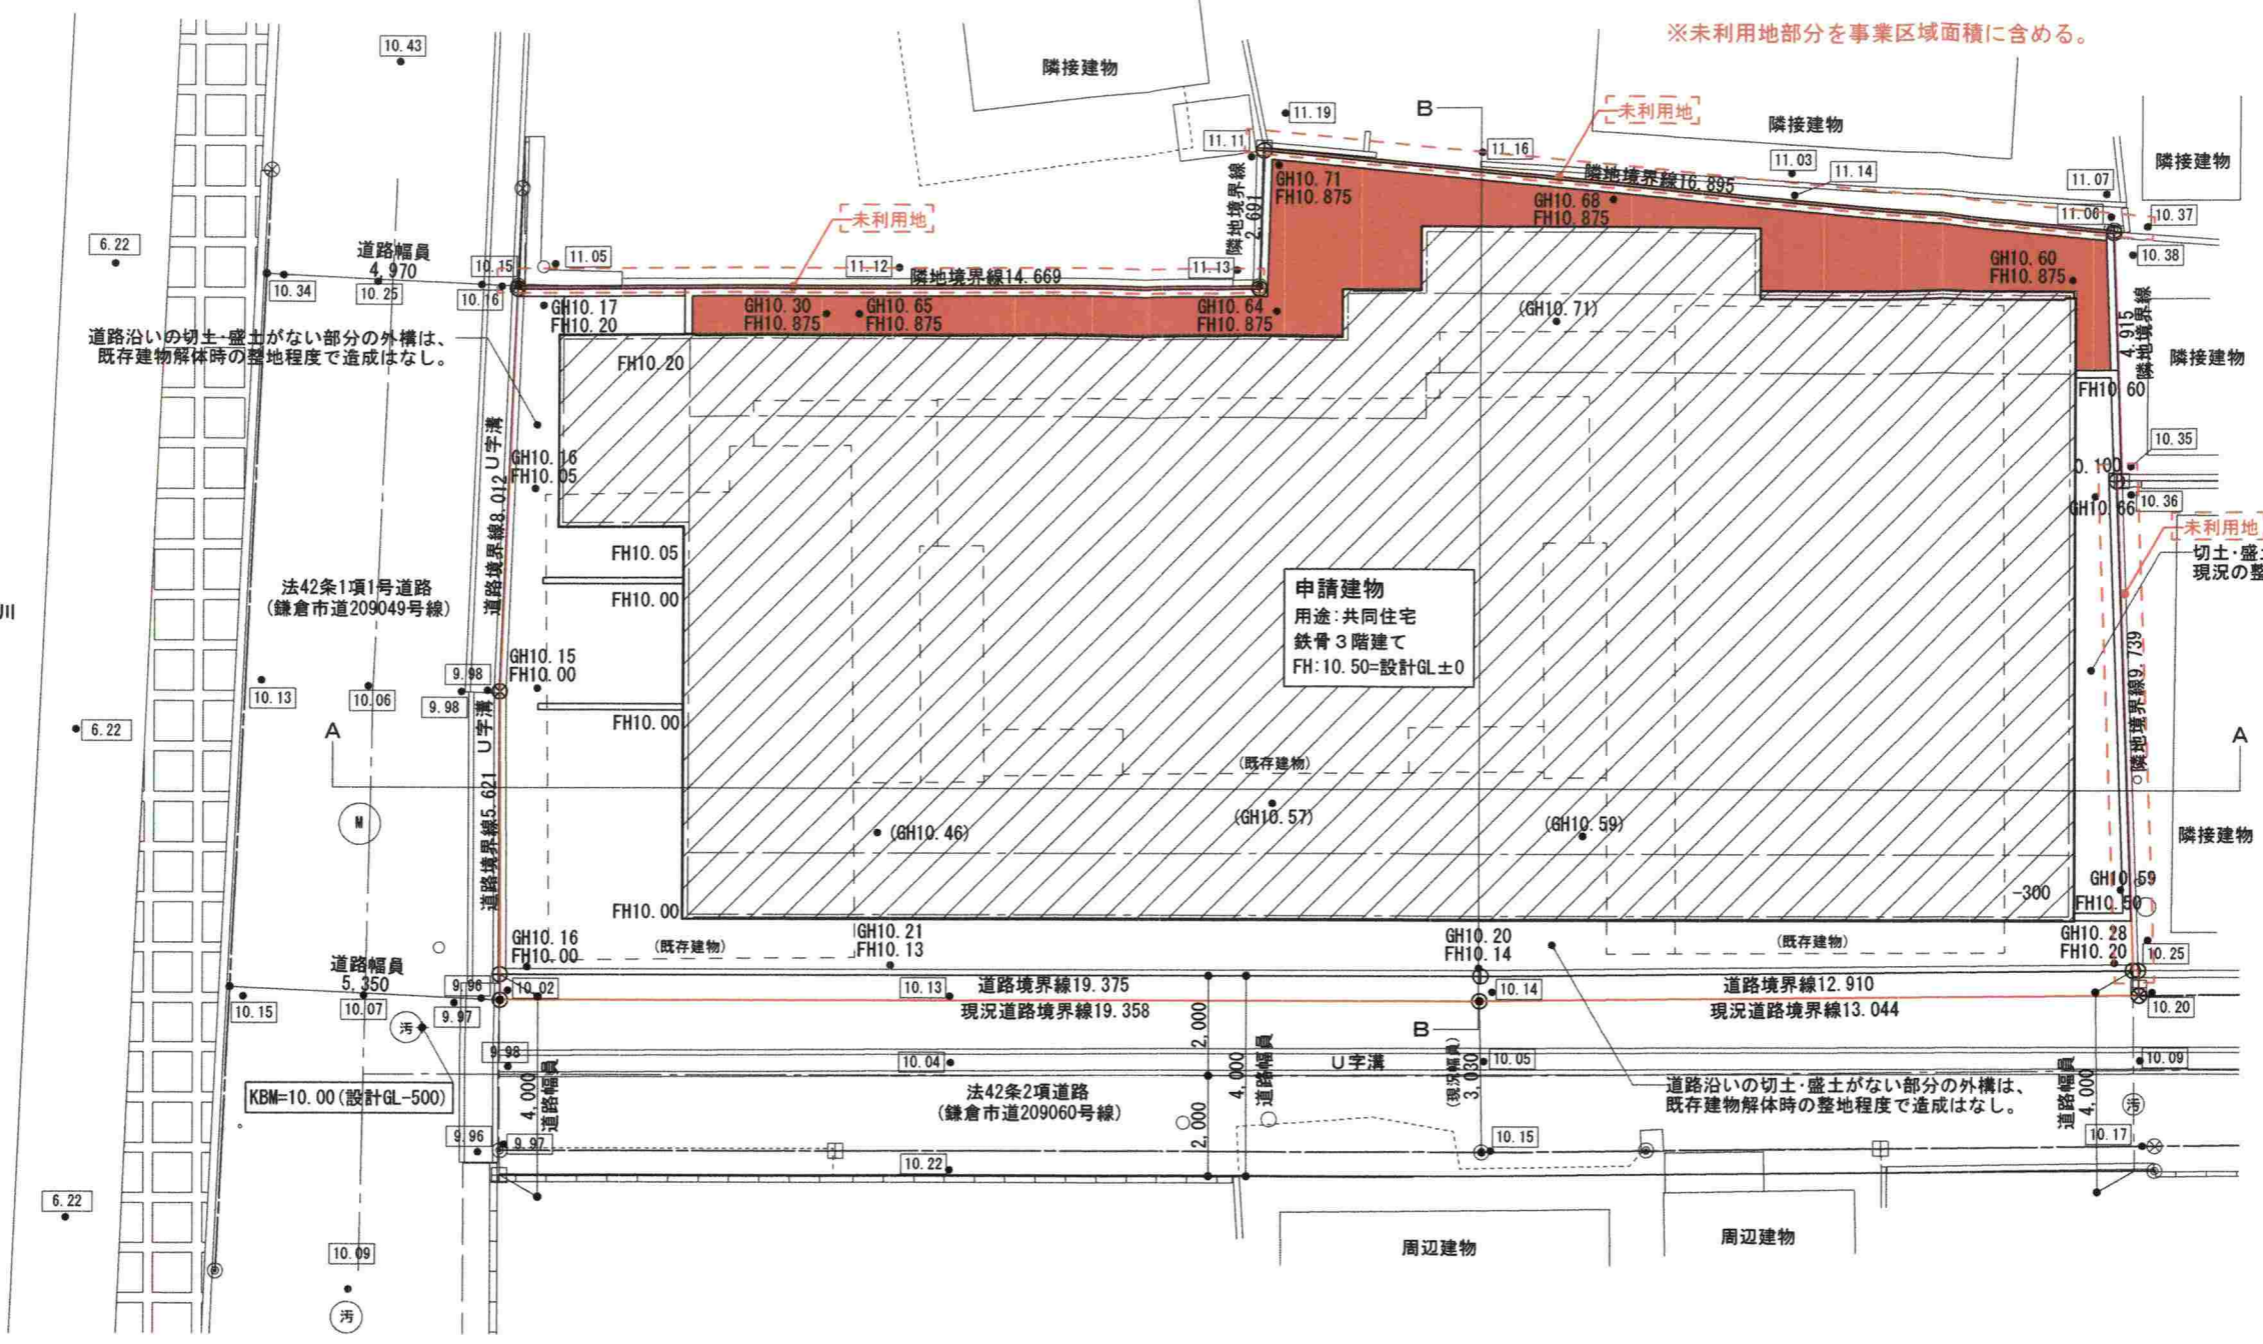 ※未利用地部分を事業区域面積に含める。
10.43
隣接建物
11.19
B
未利用地
隣接建物
隣接建物
11.11
11.16
11.03
11.14
11.07
隣地境界線16.895
GH10.71
FH10.875
GH10.68
FH10.875
11.06
10.37
10.38
隣地境界線
2.691
未利用地
6.22
道路幅員
4.970
10.34
10.25
10.15
10.16
11.05
11.12
11.13
隣地境界線14.669
GH10.60
FH10.875
GH10.17
FH10.20
GH10.30
FH10.875
GH10.65
FH10.875
GH10.64
FH10.875
(GH10.71)
4.915
隣地境界線
隣接建物
道路沿いの切土・盛土がない部分の外構は、
既存建物解体時の整地程度で造成はなし。
FH10.20
FH10.60
10.35
0.100
10.36
GH10.66
未利用地
切土・盛土
現況の整
道路境界線8.012
U字溝
GH10.16
FH10.05
FH10.05
FH10.00
川
法42条1項1号道路
(鎌倉市道209049号線)
申請建物
用途：共同住宅
鉄骨３階建て
FH:10.50=設計GL±0
GH10.15
FH10.00
9.98
9.98
10.13
10.06
6.22
FH10.00
A
A
隣地境界線9.739
U字溝
道路境界線5.621
M
(既存建物)
(GH10.46)
(GH10.57)
(GH10.59)
隣接建物
-300
GH10.59
FH10.50
FH10.00
GH10.16
FH10.00
(既存建物)
GH10.21
FH10.13
GH10.20
FH10.14
(既存建物)
GH10.28
FH10.20
10.25
道路幅員
5,350
10.15
10.07
9.96
9.97
10.02
10.13
道路境界線19.375
現況道路境界線19.358
10.14
道路境界線12.910
現況道路境界線13.044
10.20
B
汚
9.98
10.04
2,000
4,000
道路幅員
U字溝
(現況幅員)
3,030
10.05
10.09
KBM=10.00(設計GL-500)
4,000
道路幅員
法42条2項道路
(鎌倉市道209060号線)
2,000
道路沿いの切土・盛土がない部分の外構は、
既存建物解体時の整地程度で造成はなし。
道路幅員
4,000
汚
9.96
9.97
10.22
10.15
10.17
6.22
10.09
汚
周辺建物
周辺建物